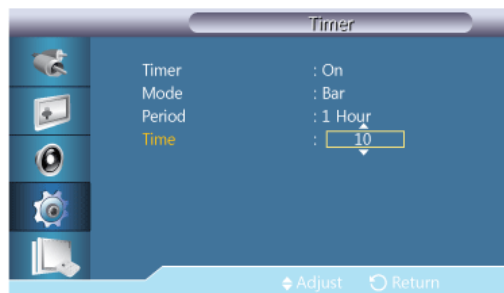 Timer
Timer : On
Mode : Bar
Period : 1 Hour
Time : 10
Adjust Return